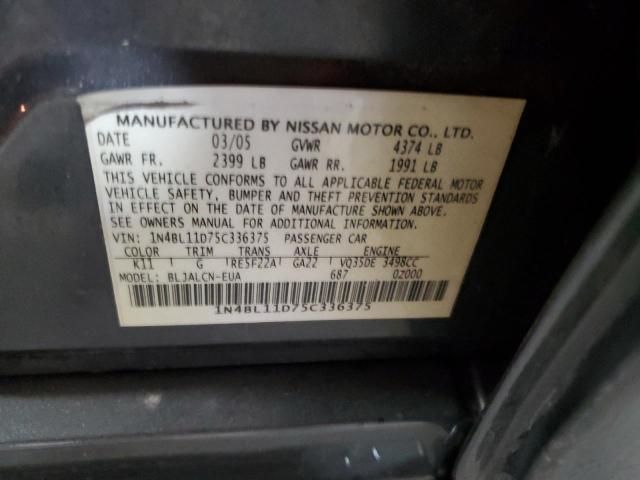 MANUFACTURED BY NISSAN MOTOR CO., LTD.
DATE 03/05 GVWR 4374 LB
GAWR FR. 2399 LB GAWR RR. 1991 LB
THIS VEHICLE CONFORMS TO ALL APPLICABLE FEDERAL MOTOR
VEHICLE SAFETY, BUMPER AND THEFT PREVENTION STANDARDS
IN EFFECT ON THE DATE OF MANUFACTURE SHOWN ABOVE.
SEE OWNERS MANUAL FOR ADDITIONAL INFORMATION.
VIN: 1N4BL11D75C336375 PASSENGER CAR
COLOR TRIM TRANS AXLE ENGINE
K11 G RE5F22A GA22 VQ35DE 3498CC
MODEL: BLJALCN-EUA 687 0Z000
1N4BL11D75C336375